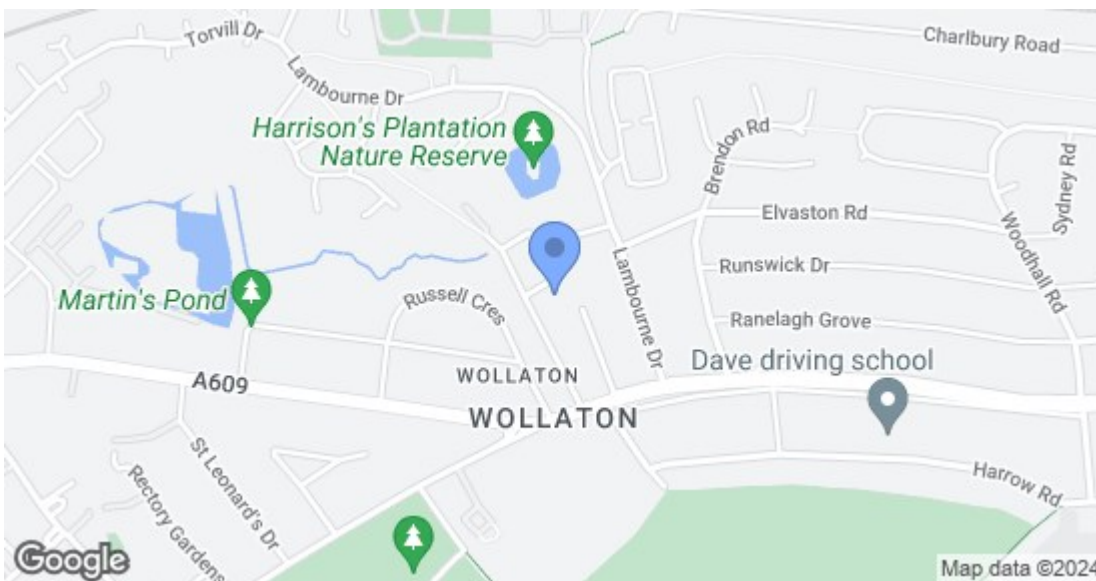 Torvill Dr
Charlbury Road
Lambourne Dr
Harrison's Plantation
Nature Reserve
Brendon Rd
Sydney Rd
Elvaston Rd
Woodhall Rd
Lambourne Dr
Runswick Dr
Martin's Pond
Russell Cres
Ranelagh Grove
Dave driving school
A609
WOLLATON
WOLLATON
St Leonard's Dr
Rectory Gardens
Harrow Rd
Google
Map data ©2024